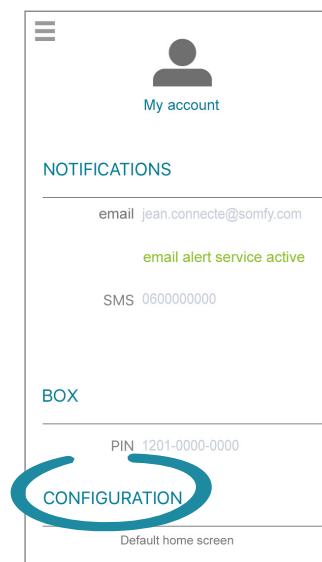 My account
NOTIFICATIONS
email jean.connecte@somfy.com
email alert service active
SMS 0600000000
BOX
PIN 1201-0000-0000
CONFIGURATION
Default home screen